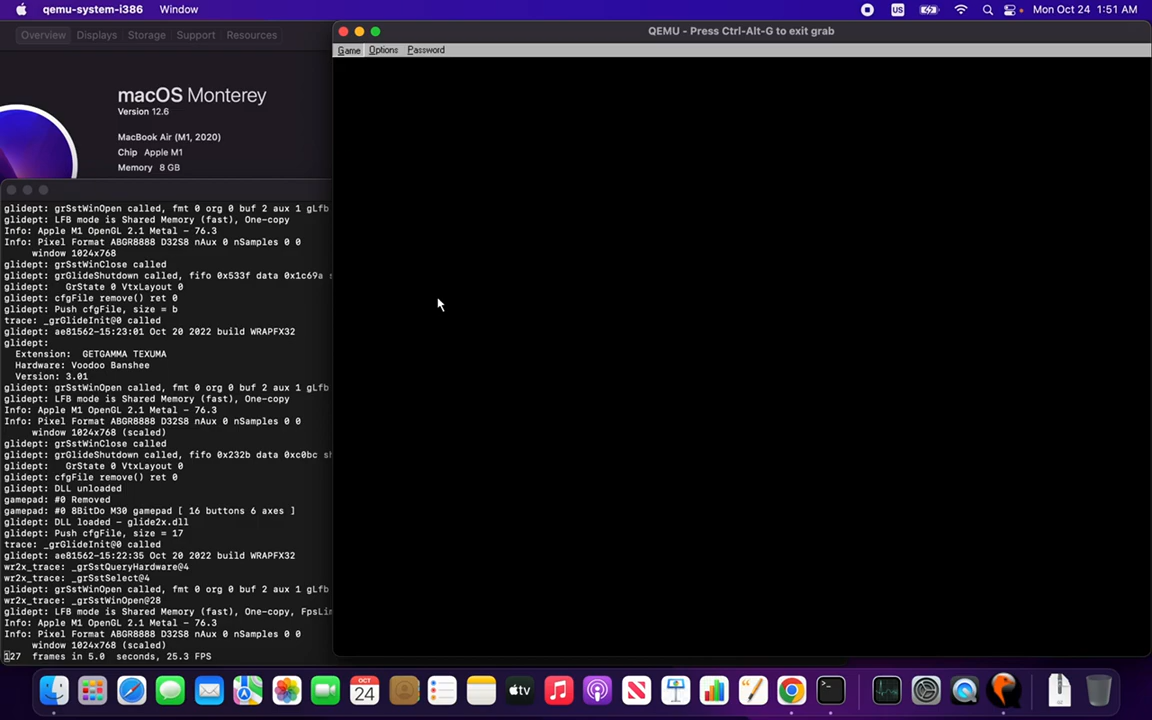 qemu-system-i386 Window
US Mon Oct 24 1:51 AM
Overview Displays Storage Support Resources
QEMU - Press Ctrl-Alt-G to exit grab
Game Options Password
macOS Monterey
Version 12.6
MacBook Air (M1, 2020)
Chip Apple M1
Memory 8 GB
glidept: grSstWinOpen called, fmt 0 org 0 buf 2 aux 1 gLfb
glidept: LFB mode is Shared Memory (fast), One-copy
Info: Apple M1 OpenGL 2.1 Metal - 76.3
Info: Pixel Format ABGR8888 D32S8 nAux 0 nSamples 0 0
window 1024x768
glidept: grSstWinClose called
glidept: grGlideShutdown called, fifo 0x533f data 0x1c69a s
glidept: GrState 0 VtxLayout 0
glidept: cfgFile remove() ret 0
glidept: Push cfgFile, size = b
trace: _grGlideInit@0 called
glidept: ae81562-15:23:01 Oct 20 2022 build WRAPFX32
glidept:
Extension: GETGAMMA TEXUMA
Hardware: Voodoo Banshee
Version: 3.01
glidept: grSstWinOpen called, fmt 0 org 0 buf 2 aux 1 gLfb
glidept: LFB mode is Shared Memory (fast), One-copy
Info: Apple M1 OpenGL 2.1 Metal - 76.3
Info: Pixel Format ABGR8888 D32S8 nAux 0 nSamples 0 0
window 1024x768 (scaled)
glidept: grSstWinClose called
glidept: grGlideShutdown called, fifo 0x232b data 0xc0bc sh
glidept: GrState 0 VtxLayout 0
glidept: cfgFile remove() ret 0
glidept: DLL unloaded
gamepad: #0 Removed
gamepad: #0 8BitDo M30 gamepad [ 16 buttons 6 axes ]
glidept: DLL loaded - glide2x.dll
glidept: Push cfgFile, size = 17
trace: _grGlideInit@0 called
glidept: ae81562-15:22:35 Oct 20 2022 build WRAPFX32
wr2x_trace: _grSstQueryHardware@4
wr2x_trace: _grSstSelect@4
glidept: grSstWinOpen called, fmt 0 org 0 buf 2 aux 1 gLfb
wr2x_trace: _grSstWinOpen@28
glidept: LFB mode is Shared Memory (fast), One-copy, FpsLim
Info: Apple M1 OpenGL 2.1 Metal - 76.3
Info: Pixel Format ABGR8888 D32S8 nAux 0 nSamples 0 0
window 1024x768 (scaled)
127 frames in 5.0 seconds, 25.3 FPS
OCT
24
tv